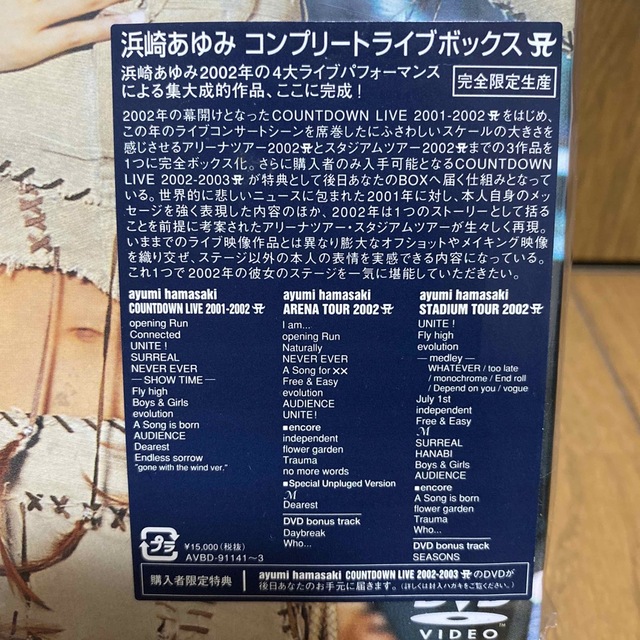 浜崎あゆみ コンプリートライブボックス
浜崎あゆみ2002年の4大ライブパフォーマンス
による集大成的作品、ここに完成！
完全限定生産
2002年の幕開けとなったCOUNTDOWN LIVE 2001-2002 をはじめ、
この年のライブコンサートシーンを席巻したにふさわしいスケールの大きさを
感じさせるアリーナツアー2002 とスタジアムツアー2002 までの3作品を
1つに完全ボックス化。さらに購入者のみ入手可能となるCOUNTDOWN
LIVE 2002-2003 が特典として後日あなたのBOXへ届く仕組みとなって
いる。世界的に悲しいニュースに包まれた2001年に対し、本人自身のメッ
セージを強く表現した内容のほか、2002年は1つのストーリーとして括る
ことを前提に考案されたアリーナツアー・スタジアムツアーが生々しく再現。
いままでのライブ映像作品とは異なり膨大なオフショットやメイキング映像
を織り交ぜ、ステージ以外の本人の表情を実感できる内容になっている。
これ1つで2002年の彼女のステージを一気に堪能していただきたい。
ayumi hamasaki
COUNTDOWN LIVE 2001-2002
opening Run
Connected
UNITE !
SURREAL
NEVER EVER
— SHOW TIME —
Fly high
Boys & Girls
evolution
A Song is born
AUDIENCE
Dearest
Endless sorrow
"gone with the wind ver."
ayumi hamasaki
ARENA TOUR 2002
I am...
opening Run
Naturally
NEVER EVER
A Song for ××
Free & Easy
evolution
AUDIENCE
UNITE!
■encore
independent
flower garden
Trauma
no more words
■Special Unpluged Version
M
Dearest
DVD bonus track
Daybreak
Who...
ayumi hamasaki
STADIUM TOUR 2002
UNITE !
Fly high
evolution
— medley —
WHATEVER / too late
/ monochrome / End roll
/ Depend on you / vogue
July 1st
independent
Free & Easy
M
SURREAL
HANABI
Boys & Girls
■encore
A Song is born
flower garden
Trauma
Who...
DVD bonus track
SEASONS
プラ
¥15,000(税抜)
AVBD-91141〜3
購入者限定特典
ayumi hamasaki COUNTDOWN LIVE 2002-2003 のDVDが
後日あなたのお手元に届きます。(詳しくは封入ハガキをご覧ください。)
DVD
VIDEO